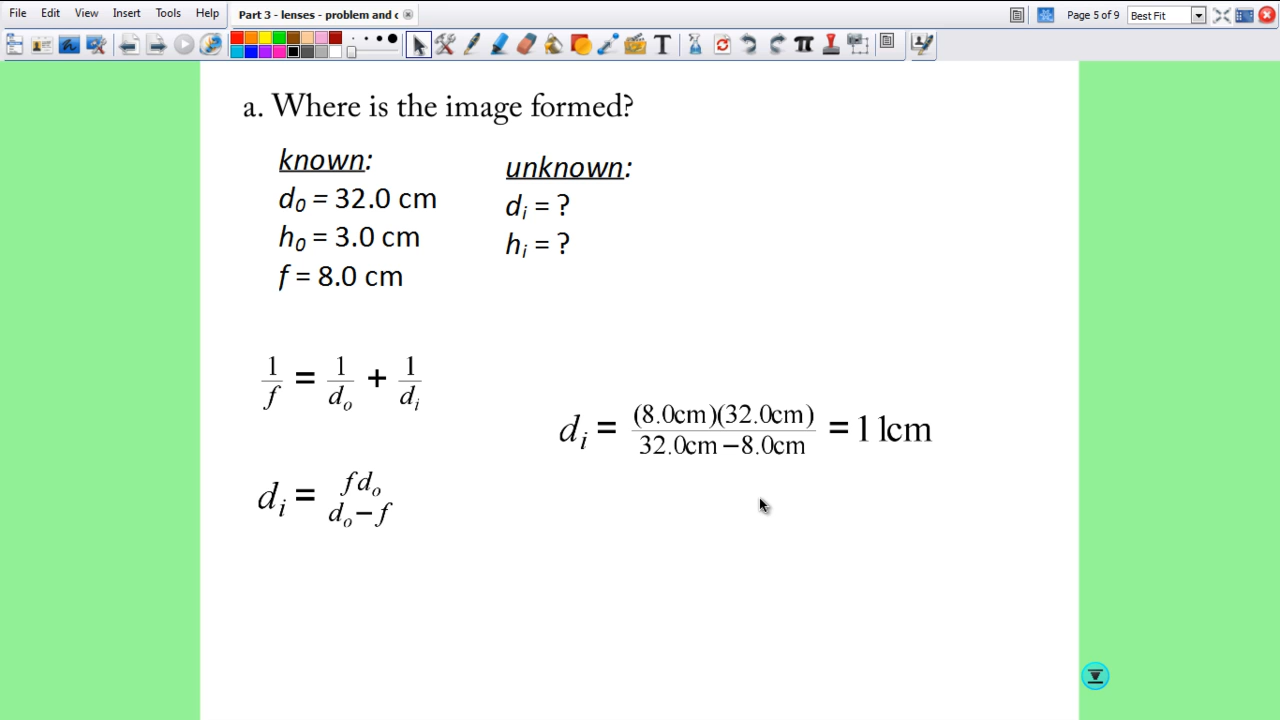 File Edit View Insert Tools Help Part 3 - lenses - problem and c Page 5 of 9 Best Fit
a. Where is the image formed?
known:
d₀ = 32.0 cm
h₀ = 3.0 cm
f = 8.0 cm
unknown:
dᵢ = ?
hᵢ = ?
1/f = 1/dₒ + 1/dᵢ
dᵢ = fdₒ/(dₒ − f)
dᵢ = (8.0cm)(32.0cm)/(32.0cm − 8.0cm) = 11cm